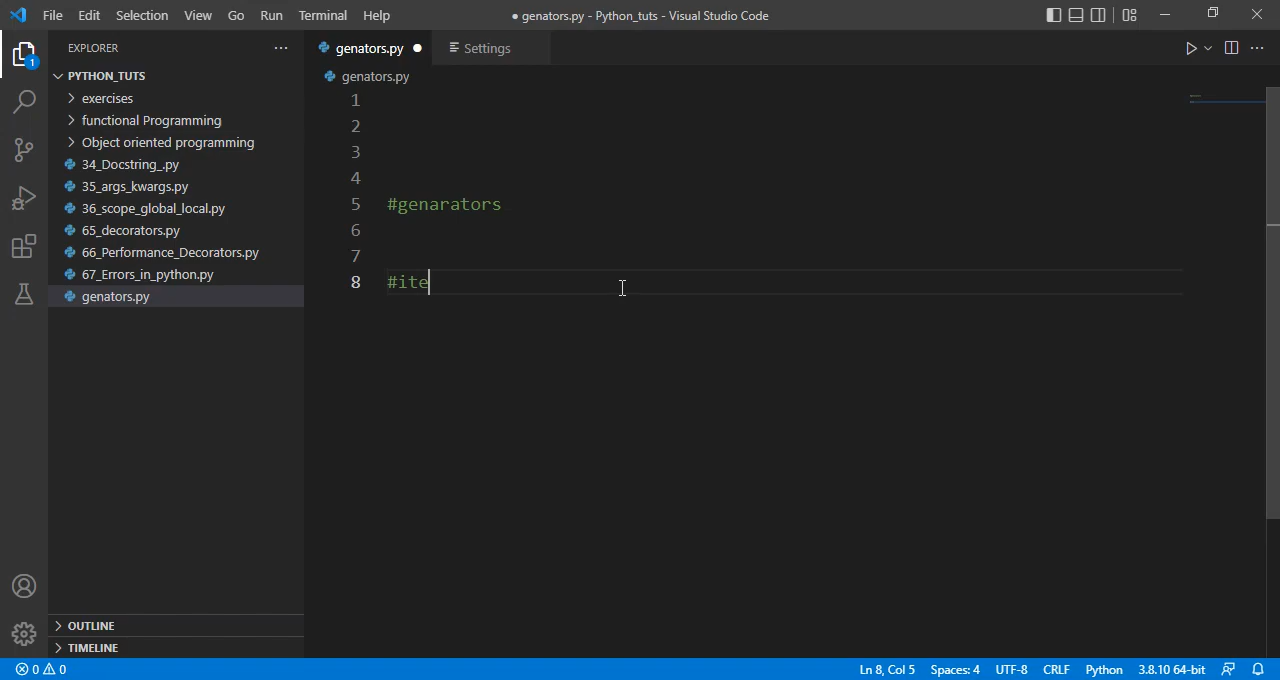 File Edit Selection View Go Run Terminal Help
● genators.py - Python_tuts - Visual Studio Code
1
EXPLORER ...
PYTHON_TUTS
exercises
functional Programming
Object oriented programming
34_Docstring_.py
35_args_kwargs.py
36_scope_global_local.py
65_decorators.py
66_Performance_Decorators.py
67_Errors_in_python.py
genators.py
OUTLINE
TIMELINE
genators.py ● Settings
genators.py
1
2
3
4
5 #genarators
6
7
8 #ite
0 0 Ln 8, Col 5 Spaces: 4 UTF-8 CRLF Python 3.8.10 64-bit